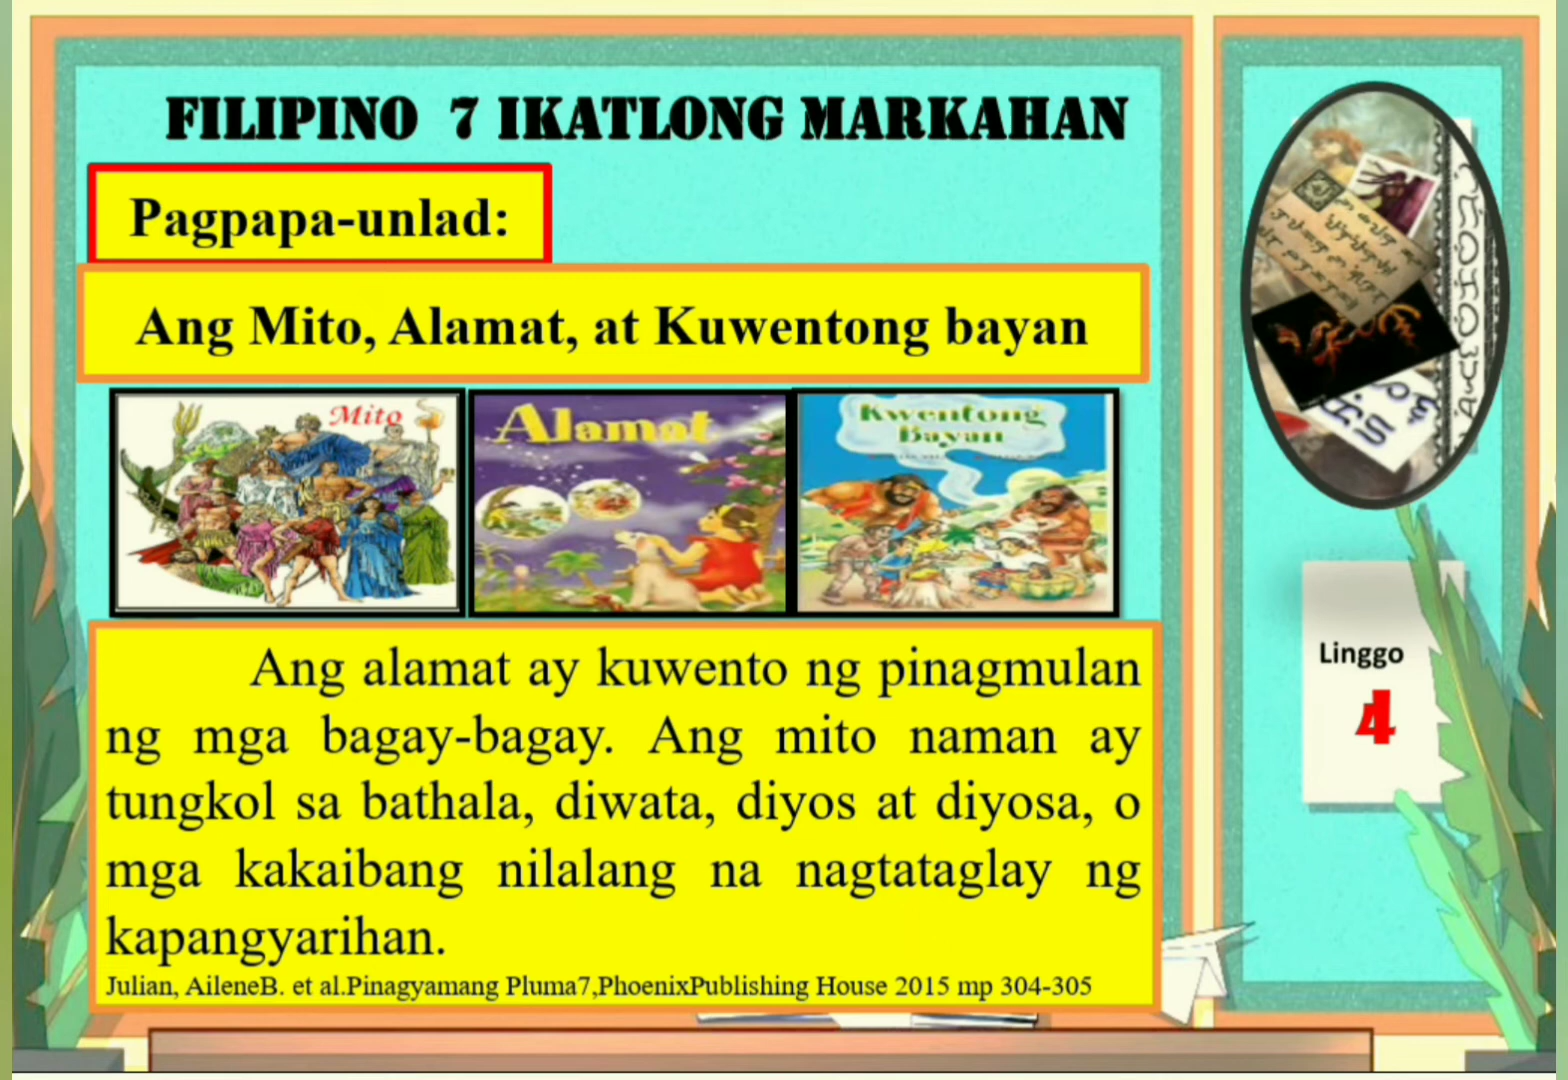 FILIPINO 7 IKATLONG MARKAHAN
Pagpapa-unlad:
Ang Mito, Alamat, at Kuwentong bayan
Mito
Alamat
Kwentong
Bayan
Ang alamat ay kuwento ng pinagmulan
ng mga bagay-bagay. Ang mito naman ay
tungkol sa bathala, diwata, diyos at diyosa, o
mga kakaibang nilalang na nagtataglay ng
kapangyarihan.
Julian, AileneB. et al.Pinagyamang Pluma7,PhoenixPublishing House 2015 mp 304-305
Linggo
4